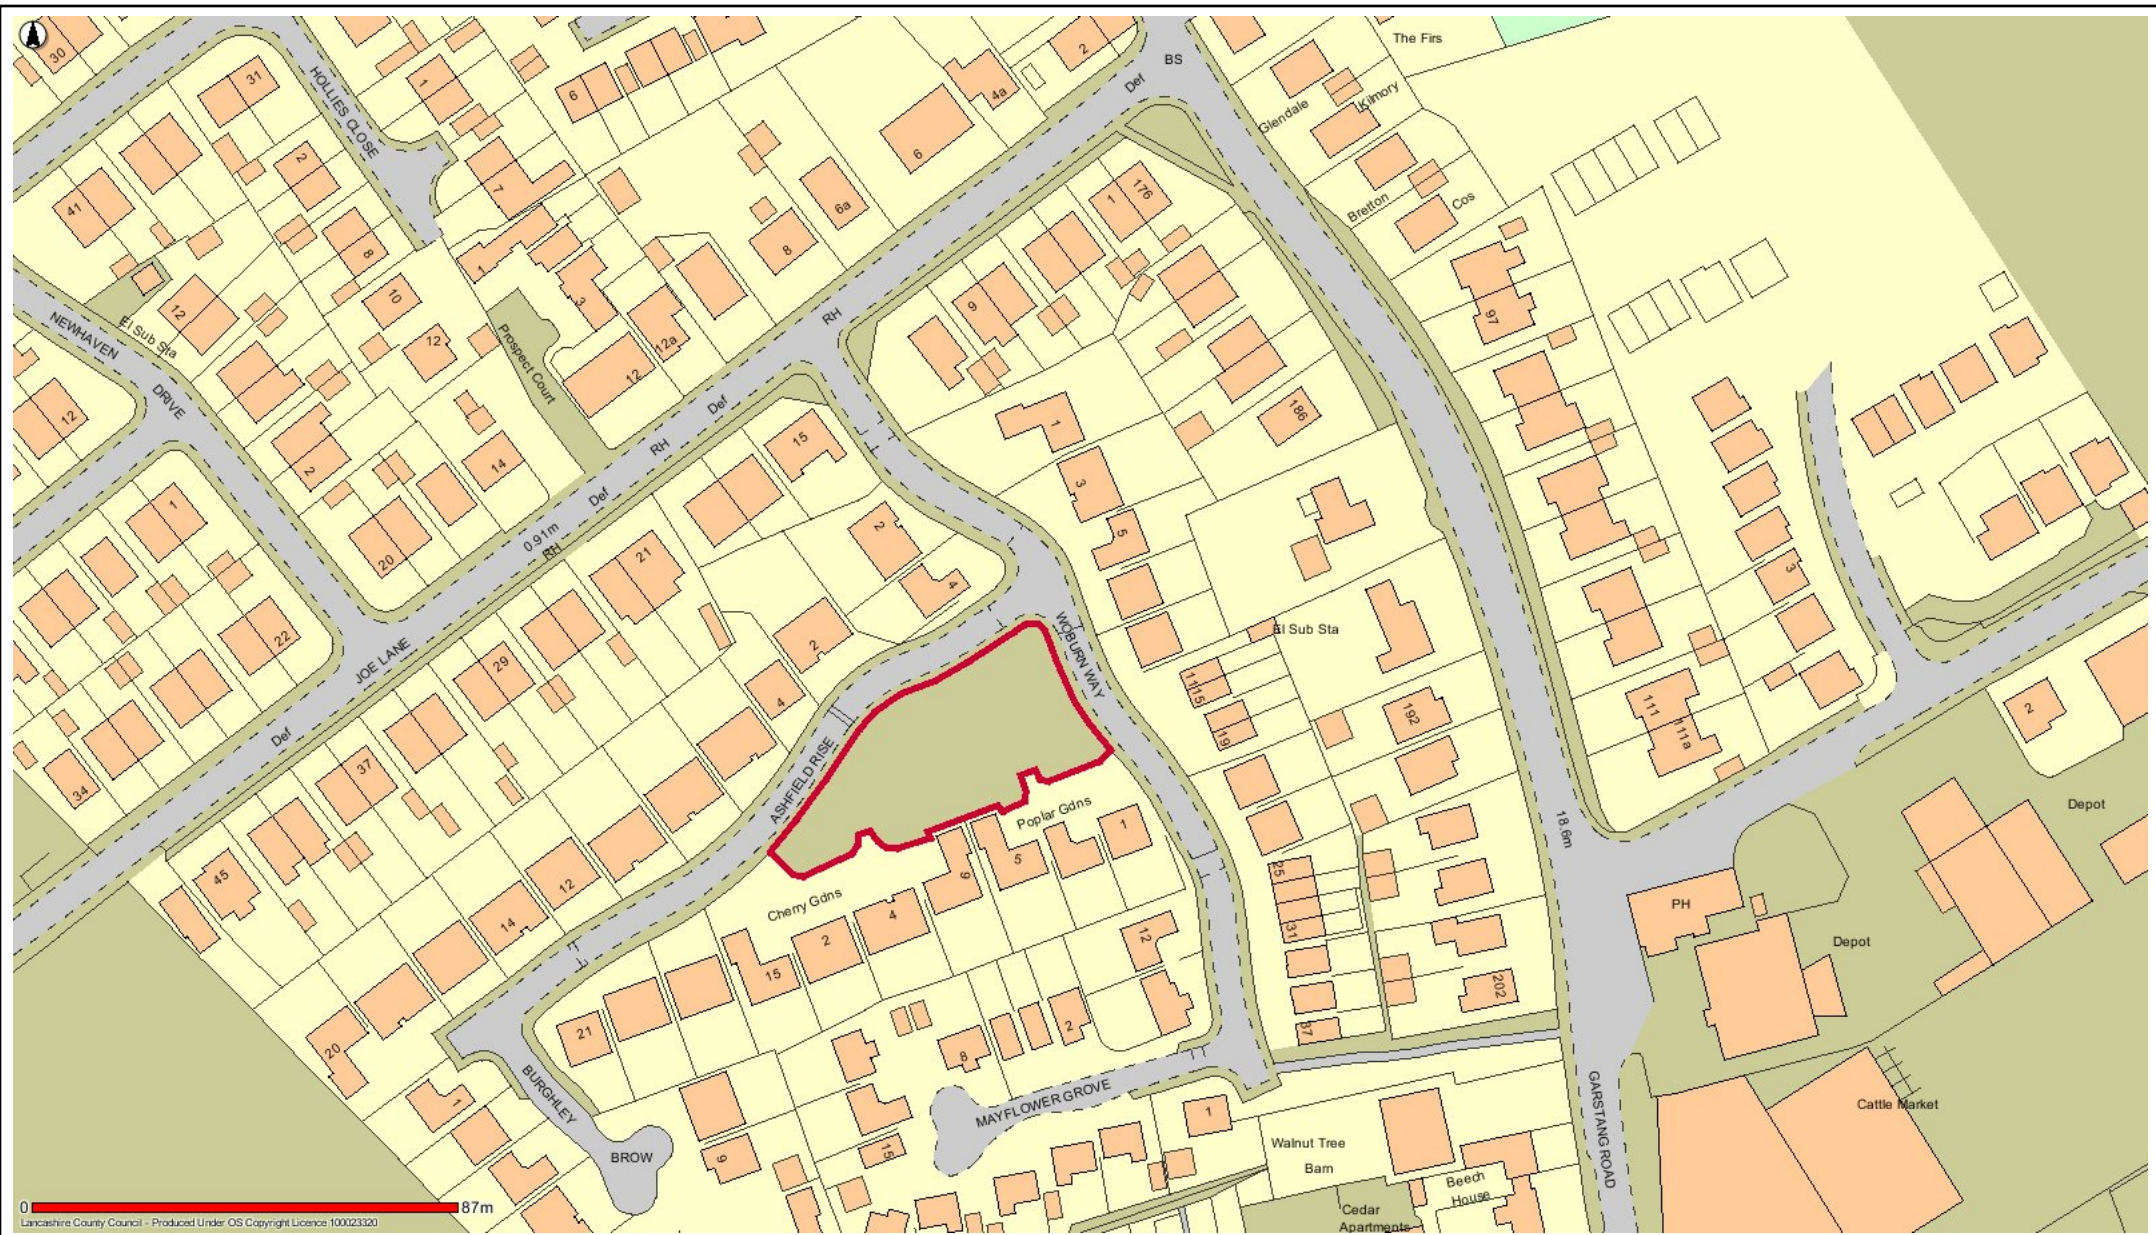 30
31
HOLLIES CLOSE
1
6
2
4a
2
BS
Def
The Firs
Glendale
Kilmory
41
2
7
6
6a
8
1
176
Bretton
Cos
8
10
1
3
12
El Sub Sta
NEWHAVEN
DRIVE
12
Prospect Court
12a
12
RH
9
97
12
2
14
Def
RH
15
1
186
3
5
20
Def
0.91m
RH
21
2
4
1
3
22
JOE LANE
29
2
4
WOBURN WAY
El Sub Sta
1115
19
192
111
111a
2
Def
37
34
ASHFIELD RISE
Poplar Gdns
1
5
9
18.6m
Depot
45
12
Cherry Gdns
4
2
15
14
25
31
12
PH
Depot
21
20
8
2
202
37
BURGHLEY
BROW
1
9
15
MAYFLOWER GROVE
1
Walnut Tree
Barn
GARSTANG ROAD
Cattle Market
Beech
House
Cedar
Apartments
0
87m
Lancashire County Council - Produced Under OS Copyright Licence 100023320